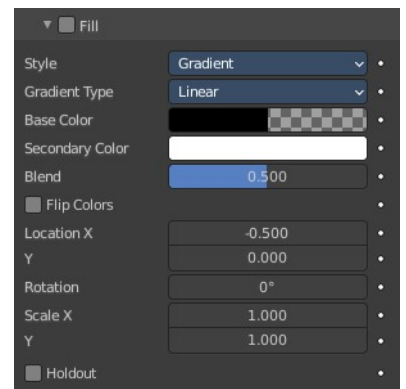 Fill
Style Gradient
Gradient Type Linear
Base Color
Secondary Color
Blend 0.500
Flip Colors
Location X -0.500
Y 0.000
Rotation 0°
Scale X 1.000
Y 1.000
Holdout